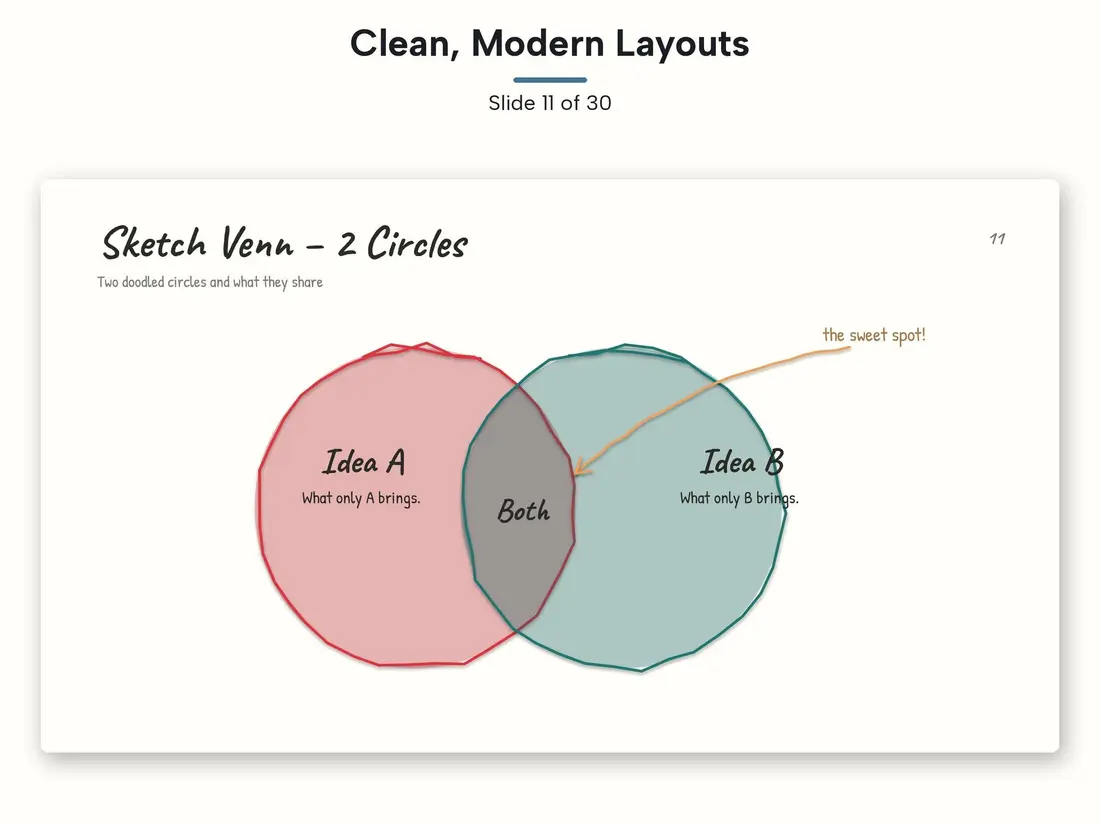 Clean, Modern Layouts
Slide 11 of 30
Sketch Venn – 2 Circles
11
Two doodled circles and what they share
the sweet spot!
Idea A
Idea B
What only A brings.
What only B brings.
Both